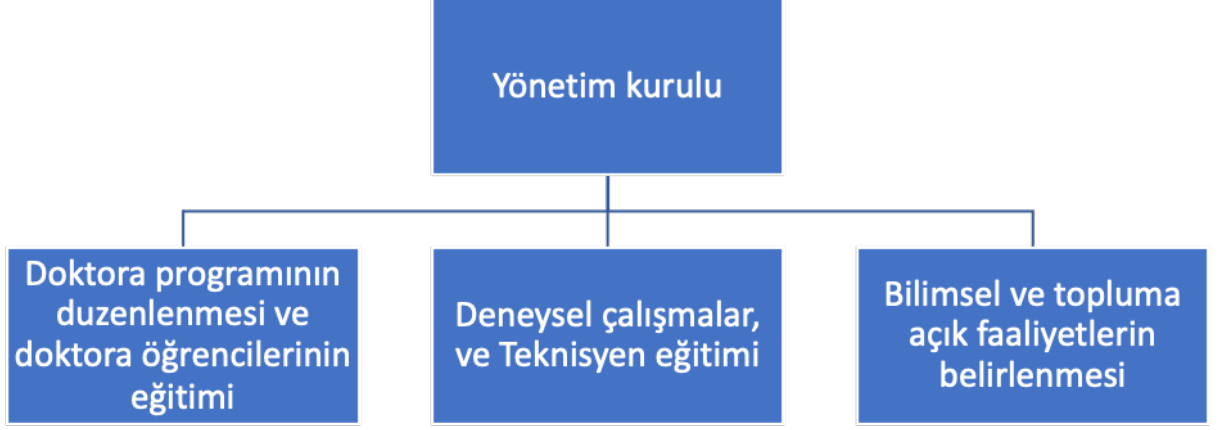 Yönetim kurulu
Doktora programının
duzenlenmesi ve
doktora öğrencilerinin
eğitimi
Deneysel çalışmalar,
ve Teknisyen eğitimi
Bilimsel ve topluma
açık faaliyetlerin
belirlenmesi